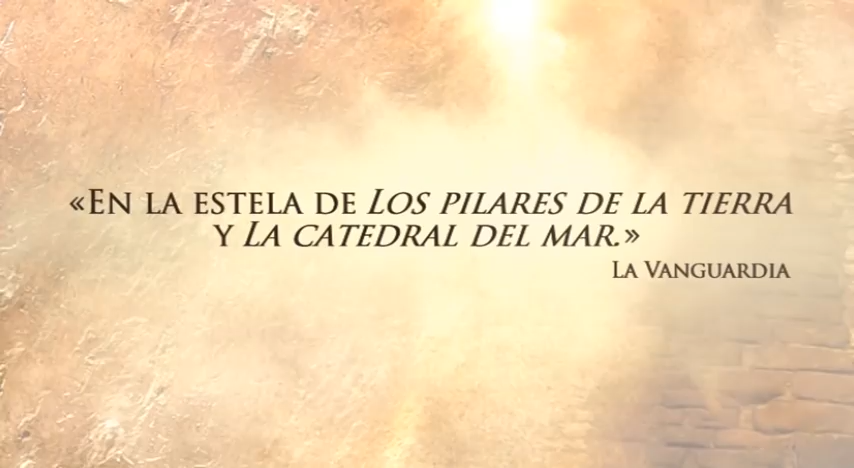 «En la estela de Los pilares de la tierra
y La catedral del mar.»
La Vanguardia